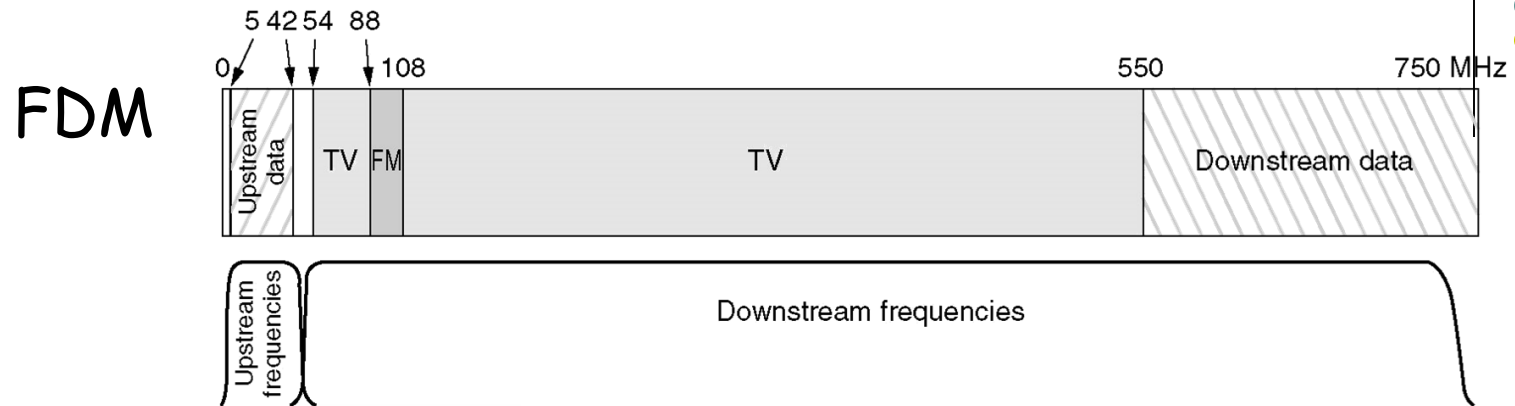 5 42 54 88
0 108 550 750 MHz
FDM
Upstream
data
TV
FM
TV
Downstream data
Upstream
frequencies
Downstream frequencies